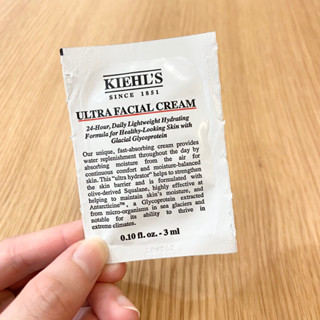 KIEHL'S
SINCE 1851
ULTRA FACIAL CREAM
24-Hour, Daily Lightweight Hydrating
Formula for Healthy-Looking Skin with
Glacial Glycoprotein
Our unique, fast-absorbing cream provides
water replenishment throughout the day by
absorbing moisture from the air for
continuous comfort and moisture-balanced
skin. This "ultra hydrator" helps to strengthen
the skin barrier and is formulated with
olive-derived Squalane, highly effective at
helping to maintain skin's moisture, and
Antarcticine™, a Glycoprotein extracted
from micro-organisms in sea glaciers and
notable for its ability to thrive in
extreme climates.
0.10 fl. oz. - 3 ml